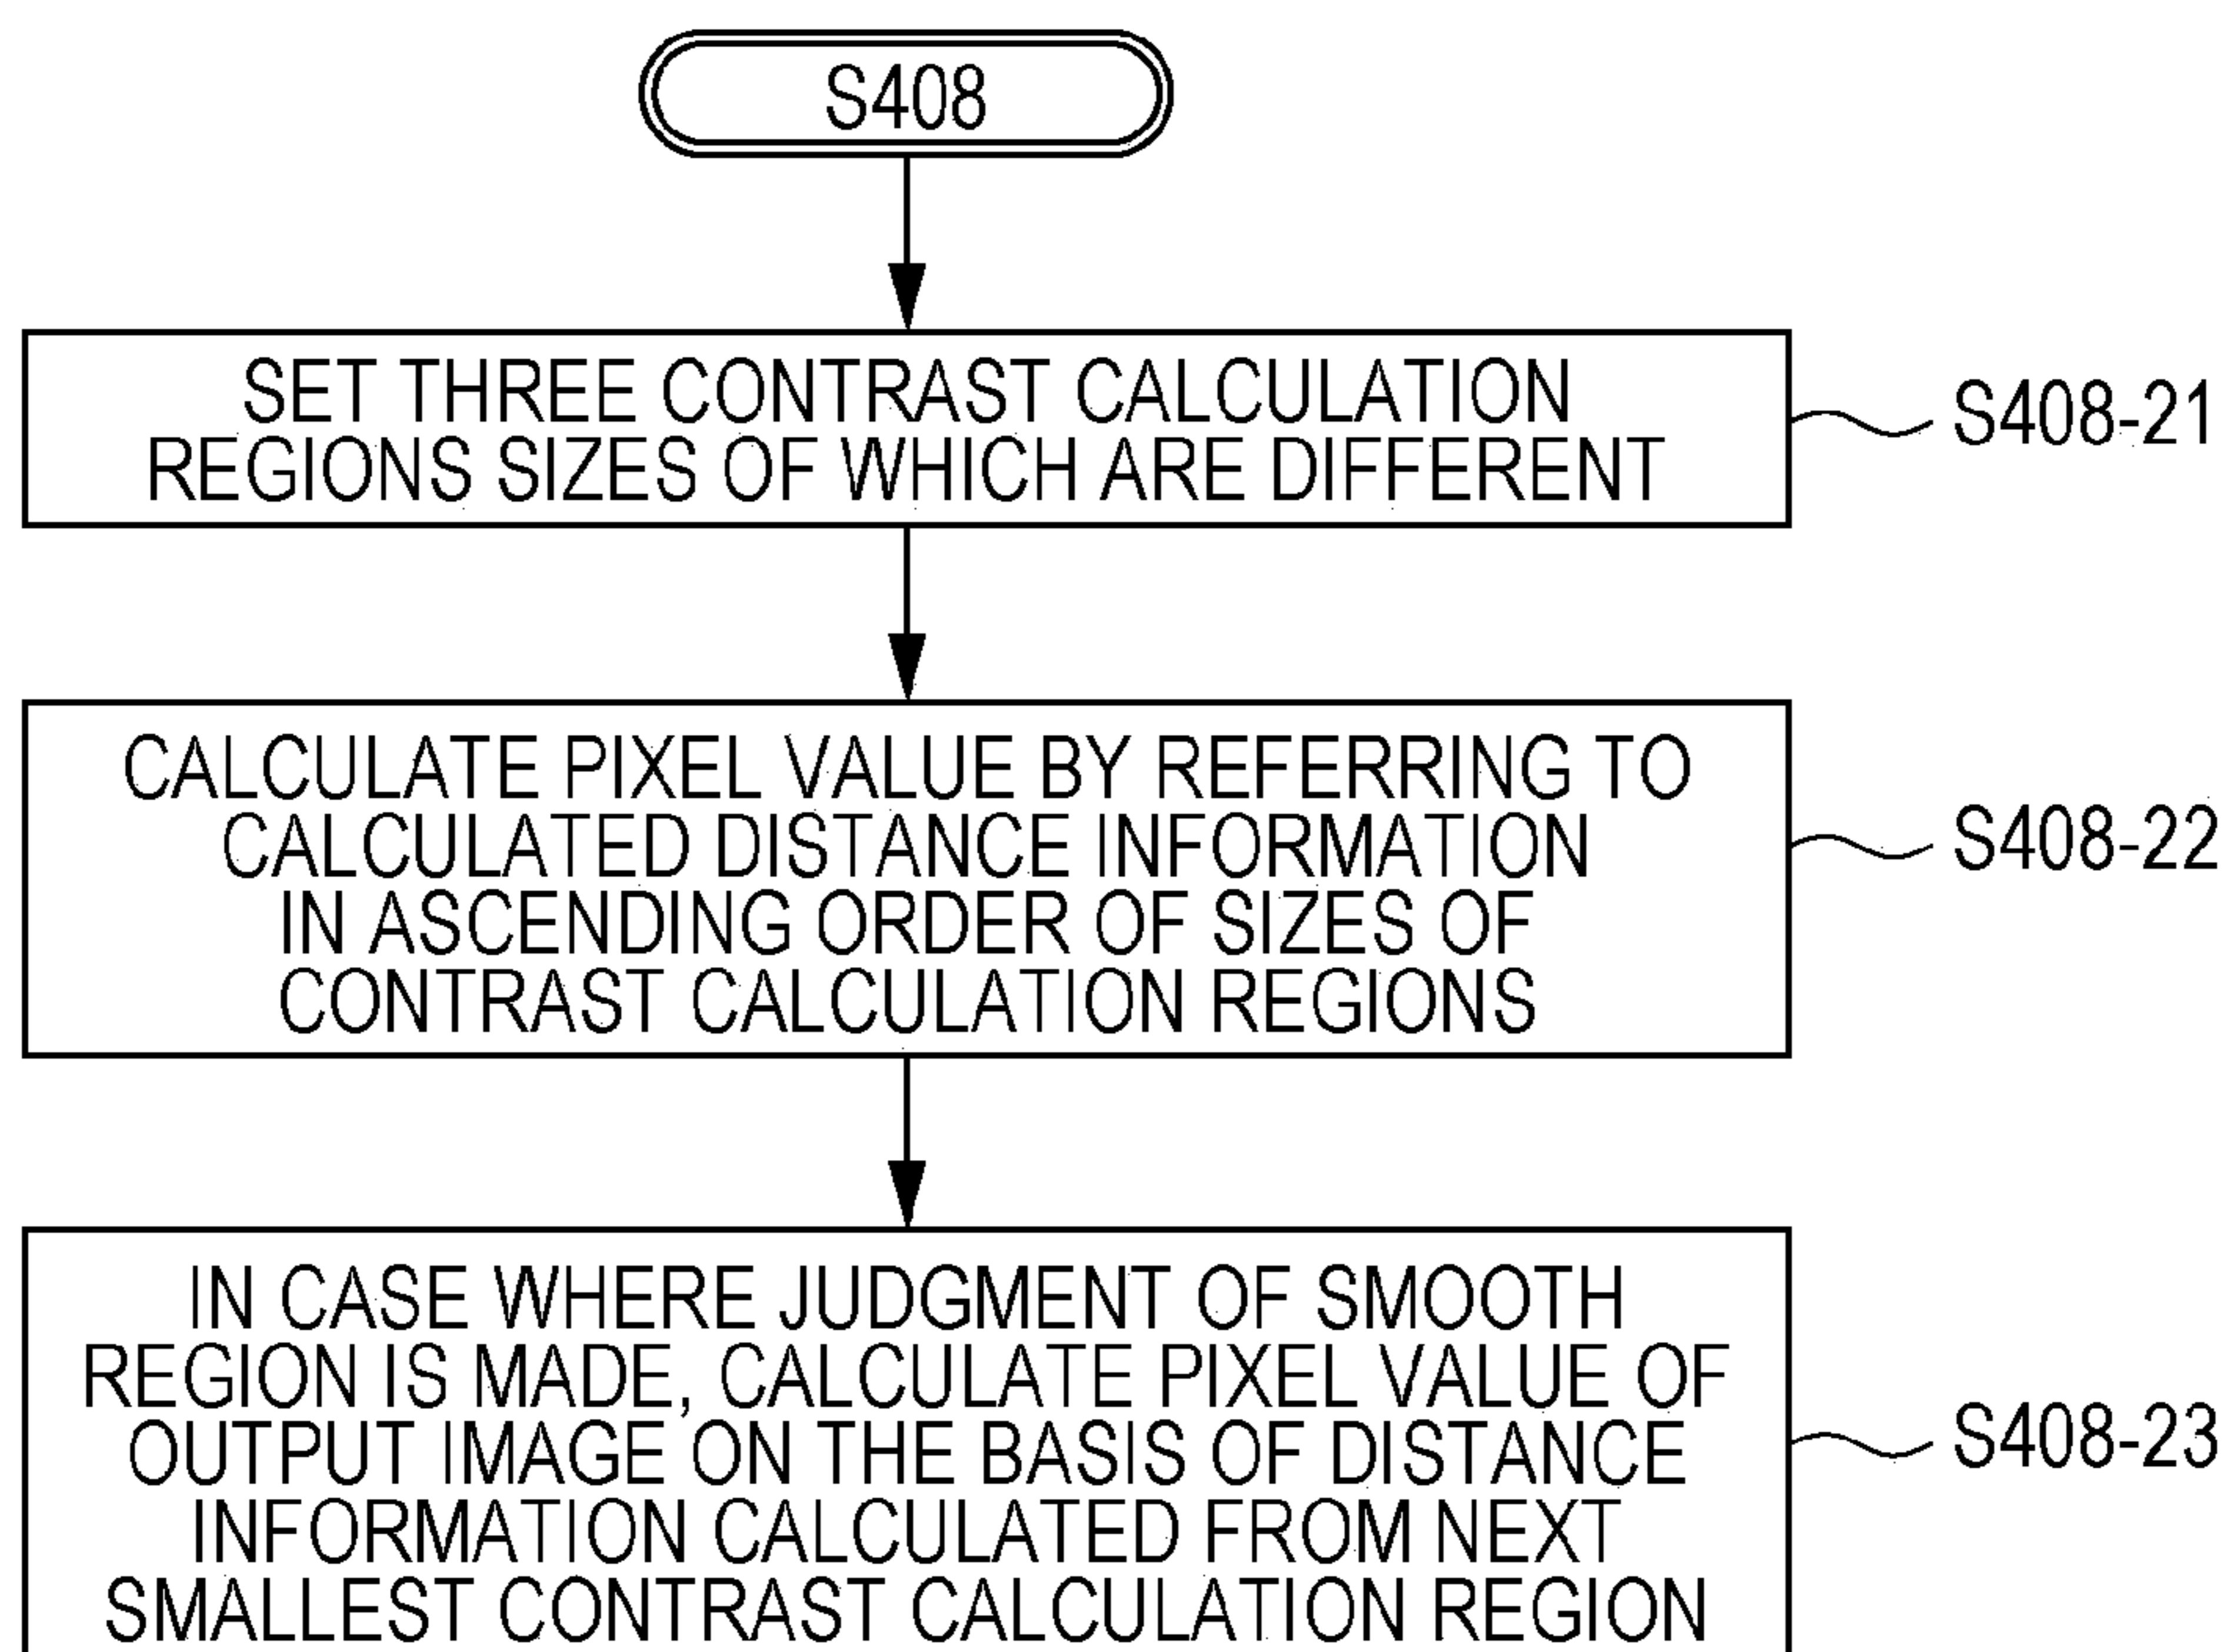 S408
SET THREE CONTRAST CALCULATION
REGIONS SIZES OF WHICH ARE DIFFERENT
S408-21
CALCULATE PIXEL VALUE BY REFERRING TO
CALCULATED DISTANCE INFORMATION
IN ASCENDING ORDER OF SIZES OF
CONTRAST CALCULATION REGIONS
S408-22
IN CASE WHERE JUDGMENT OF SMOOTH
REGION IS MADE, CALCULATE PIXEL VALUE OF
OUTPUT IMAGE ON THE BASIS OF DISTANCE
INFORMATION CALCULATED FROM NEXT
SMALLEST CONTRAST CALCULATION REGION
S408-23